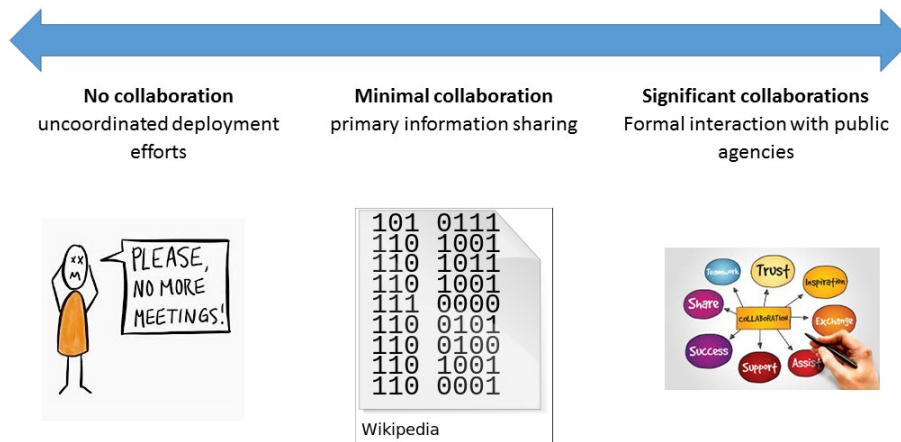 No collaboration
uncoordinated deployment
efforts
Minimal collaboration
primary information sharing
Significant collaborations
Formal interaction with public
agencies
PLEASE,
NO MORE
MEETINGS!
101 0111
110 1001
110 1011
110 1001
111 0000
110 0101
110 0100
110 1001
110 0001
Wikipedia
Teamwork
Trust
Inspiration
Share
COLLABORATION
Exchange
Success
Support
Assist